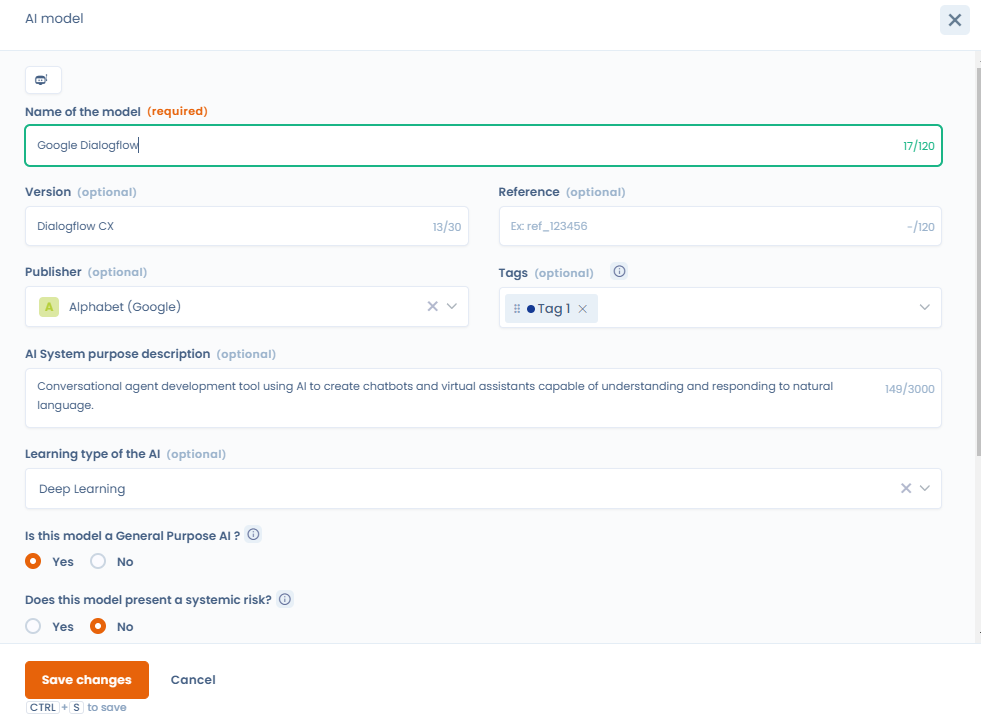 AI model
Name of the model (required)
Google Dialogflow 17/120
Version (optional) Reference (optional)
Dialogflow CX 13/30 Ex: ref_123456 -/120
Publisher (optional) Tags (optional)
A Alphabet (Google) Tag 1
AI System purpose description (optional)
Conversational agent development tool using AI to create chatbots and virtual assistants capable of understanding and responding to natural 149/3000
language.
Learning type of the AI (optional)
Deep Learning
Is this model a General Purpose AI ?
Yes No
Does this model present a systemic risk?
Yes No
Save changes Cancel
CTRL + S to save